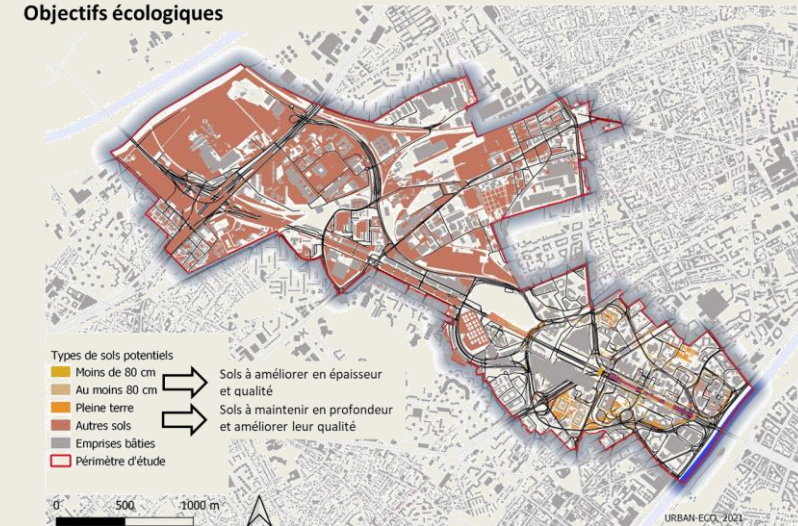 Objectifs écologiques
Types de sols potentiels
Moins de 80 cm
Au moins 80 cm
Pleine terre
Autres sols
Emprises bâties
Périmètre d'étude
Sols à améliorer en épaisseur
et qualité
Sols à maintenir en profondeur
et améliorer leur qualité
0 500 1000 m
URBAN-ECO, 2021